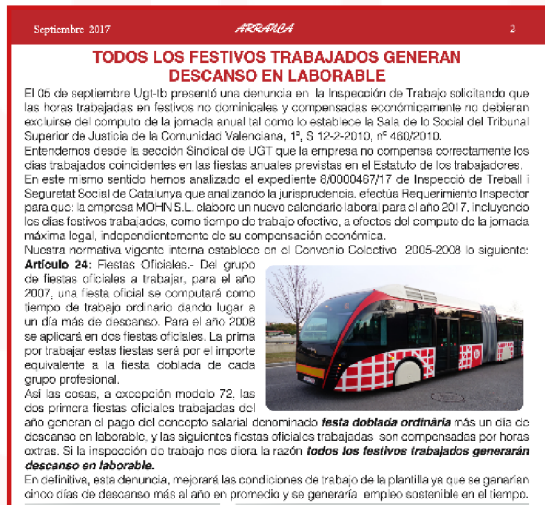 Septiembre 2017 ARRANCA 2
TODOS LOS FESTIVOS TRABAJADOS GENERAN
DESCANSO EN LABORABLE
El 05 de septiembre Ugt-tb presentó una denuncia en la Inspección de Trabajo solicitando que
las horas trabajadas en festivos no dominicales y compensadas económicamente no debieran
excluirse del computo de la jornada anual tal como lo establece la Sala de lo Social del Tribunal
Superior de Justicia de la Comunidad Valenciana, 1ª, S 12-2-2010, nº 460/2010.
Entendemos desde la sección Sindical de UGT que la empresa no compensa correctamente los
días trabajados coincidentes en las fiestas anuales previstas en el Estatuto de los trabajadores.
En este mismo sentido hemos analizado el expediente 8/0000467/17 de Inspecció de Treball i
Seguretat Social de Catalunya que analizando la jurisprudencia, efectúa Requerimiento Inspector
para que: la empresa MOHN S.L. elabore un nuevo calendario laboral para el año 2017, incluyendo
los días festivos trabajados, como tiempo de trabajo efectivo, a efectos del computo de la jornada
máxima legal, independientemente de su compensación económica.
Nuestra normativa vigente interna establece en el Convenio Colectivo 2005-2008 lo siguiente:
Artículo 24: Fiestas Oficiales.- Del grupo
de fiestas oficiales a trabajar, para el año
2007, una fiesta oficial se computará como
tiempo de trabajo ordinario dando lugar a
un día más de descanso. Para el año 2008
se aplicará en dos fiestas oficiales. La prima
por trabajar estas fiestas será por el importe
equivalente a la fiesta doblada de cada
grupo profesional.
Así las cosas, a excepción modelo 72, las
dos primera fiestas oficiales trabajadas del
año generan el pago del concepto salarial denominado festa doblada ordinària más un día de
descanso en laborable, y las siguientes fiestas oficiales trabajadas son compensadas por horas
extras. Si la inspección de trabajo nos diera la razón todos los festivos trabajados generarán
descanso en laborable.
En definitiva, esta denuncia, mejorará las condiciones de trabajo de la plantilla ya que se ganarían
cinco días de descanso más al año en promedio y se generaría empleo sostenible en el tiempo.